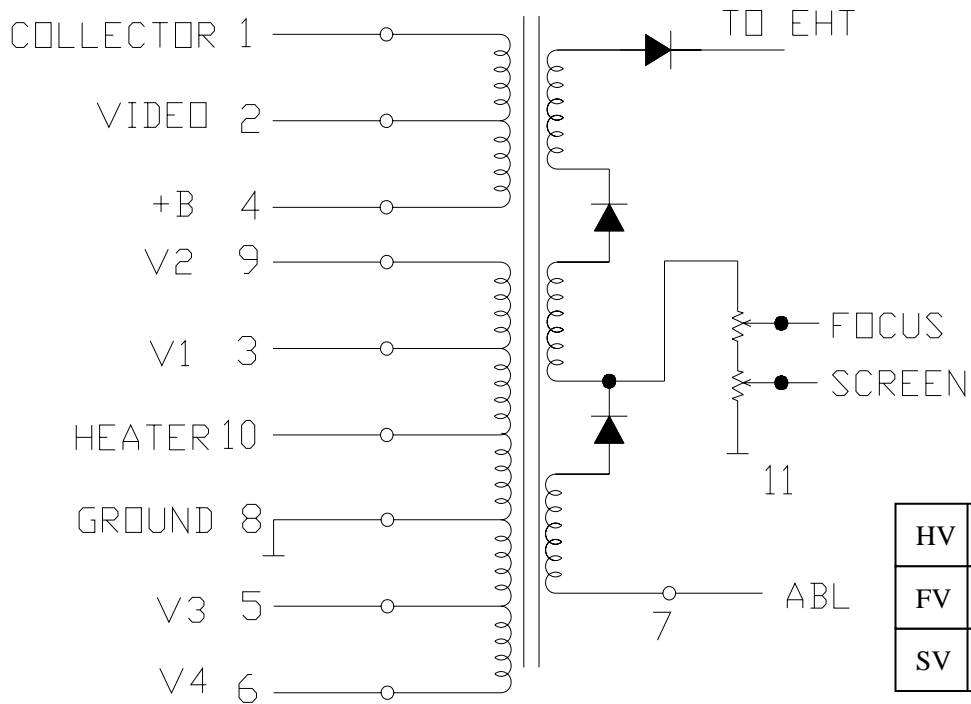 COLLECTOR 1
TO EHT
VIDEO 2
+B 4
V2 9
V1 3
FOCUS
SCREEN
HEATER 10
11
GROUND 8
HV
V3 5
ABL
FV
7
V4 6
SV